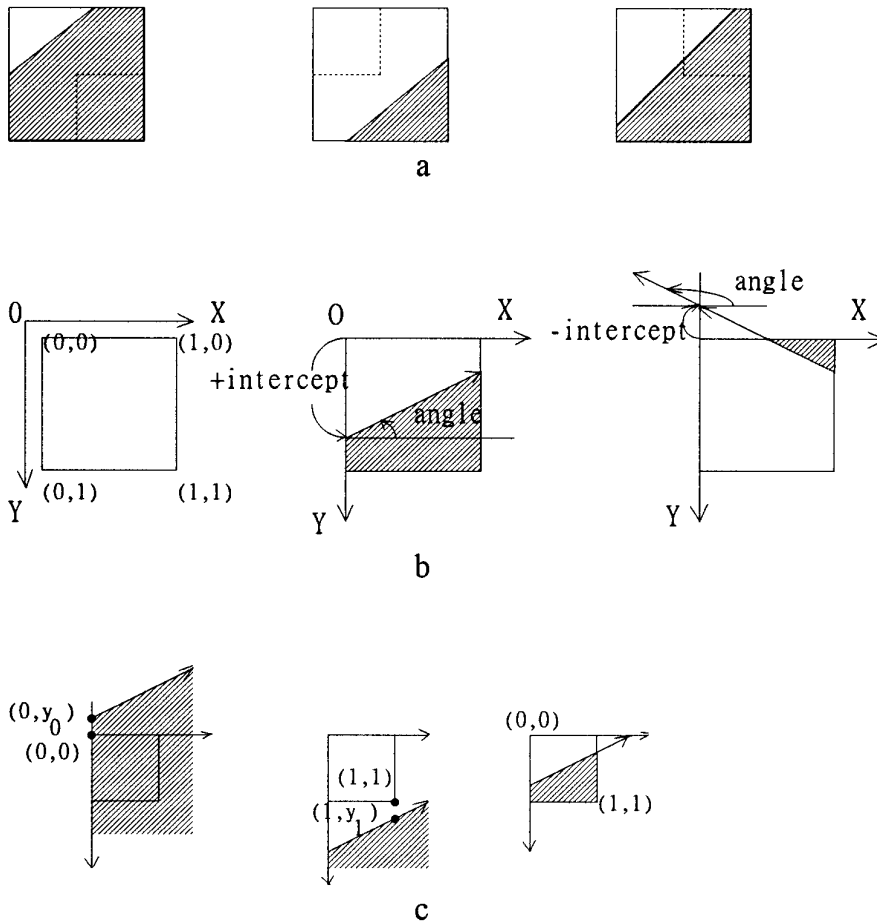 a
O X
(0,0) (1,0)
(0,1) (1,1)
Y
O X
+intercept
angle
Y
angle
X
-intercept
Y
b
(0,y0)
(0,0)
(1,1)
(1,y1)
(0,0)
(1,1)
c